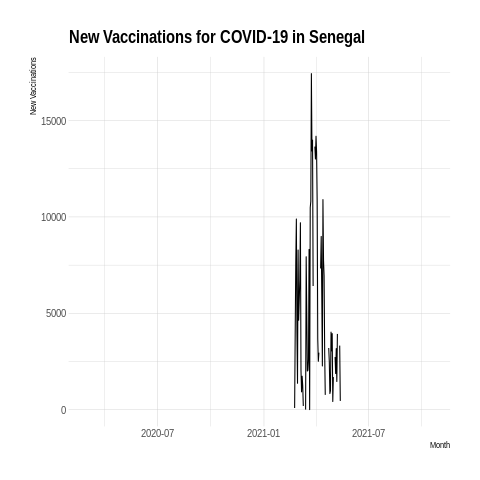 New Vaccinations for COVID-19 in Senegal
New Vaccinations
15000
10000
5000
0
2020-07 2021-01 2021-07
Month